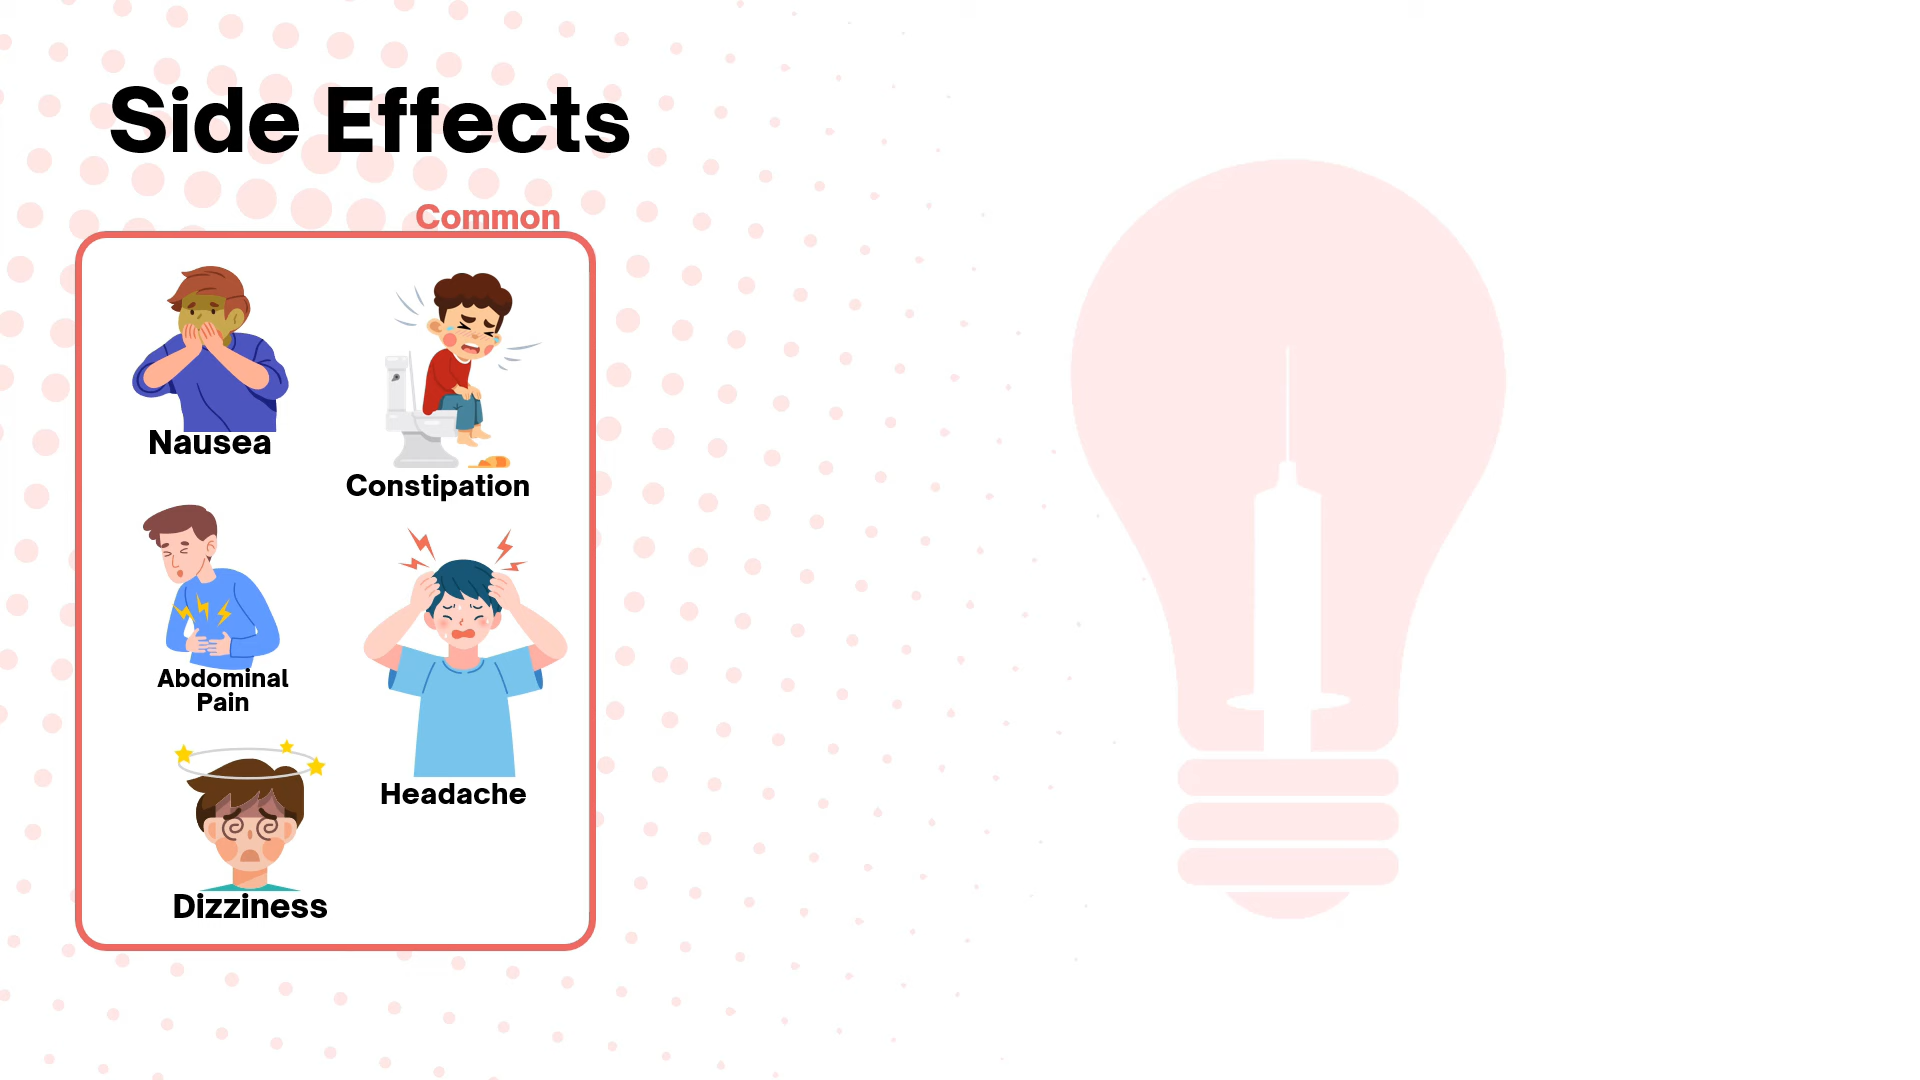 Side Effects
Common
Nausea
Constipation
Abdominal
Pain
Headache
Dizziness